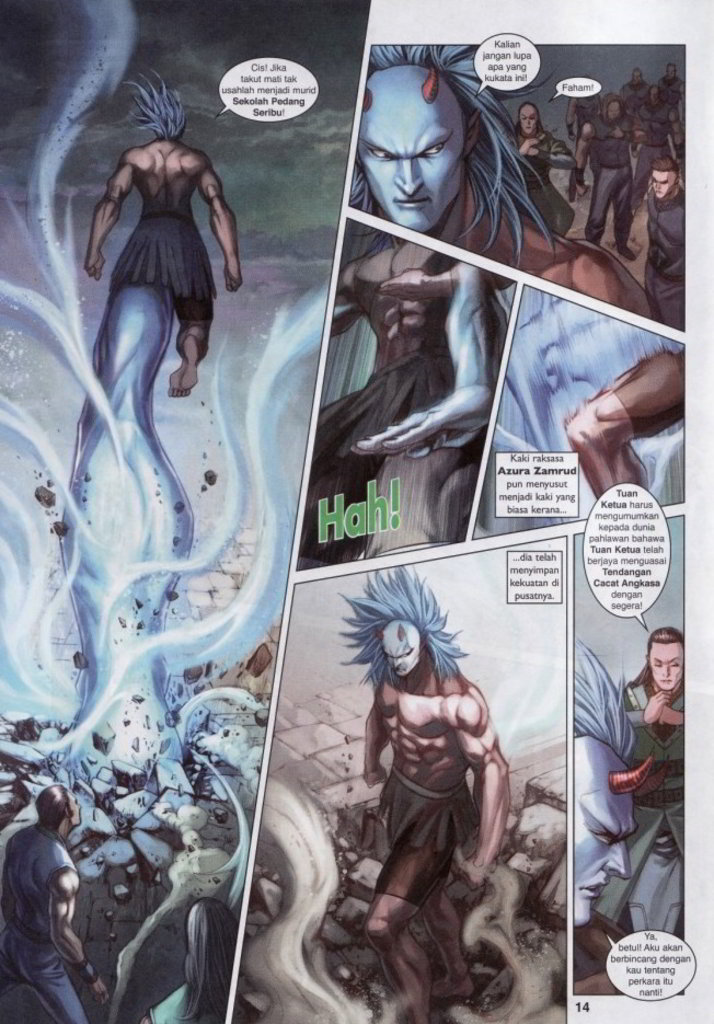 Cis! Jika
takut mati tak
usahlah menjadi murid
Sekolah Pedang
Seribu!
Kalian
jangan lupa
apa yang
kukata ini!
Faham!
Hah!
Kaki raksasa
Azura Zamrud
pun menyusut
menjadi kaki yang
biasa kerana...
...dia telah
menyimpan
kekuatan di
pusatnya.
Tuan
Ketua harus
mengumumkan
kepada dunia
pahlawan bahawa
Tuan Ketua telah
berjaya menguasai
Tendangan
Cacat Angkasa
dengan
segera!
Ya,
betul! Aku akan
berbincang dengan
kau tentang
perkara itu
nanti!
14